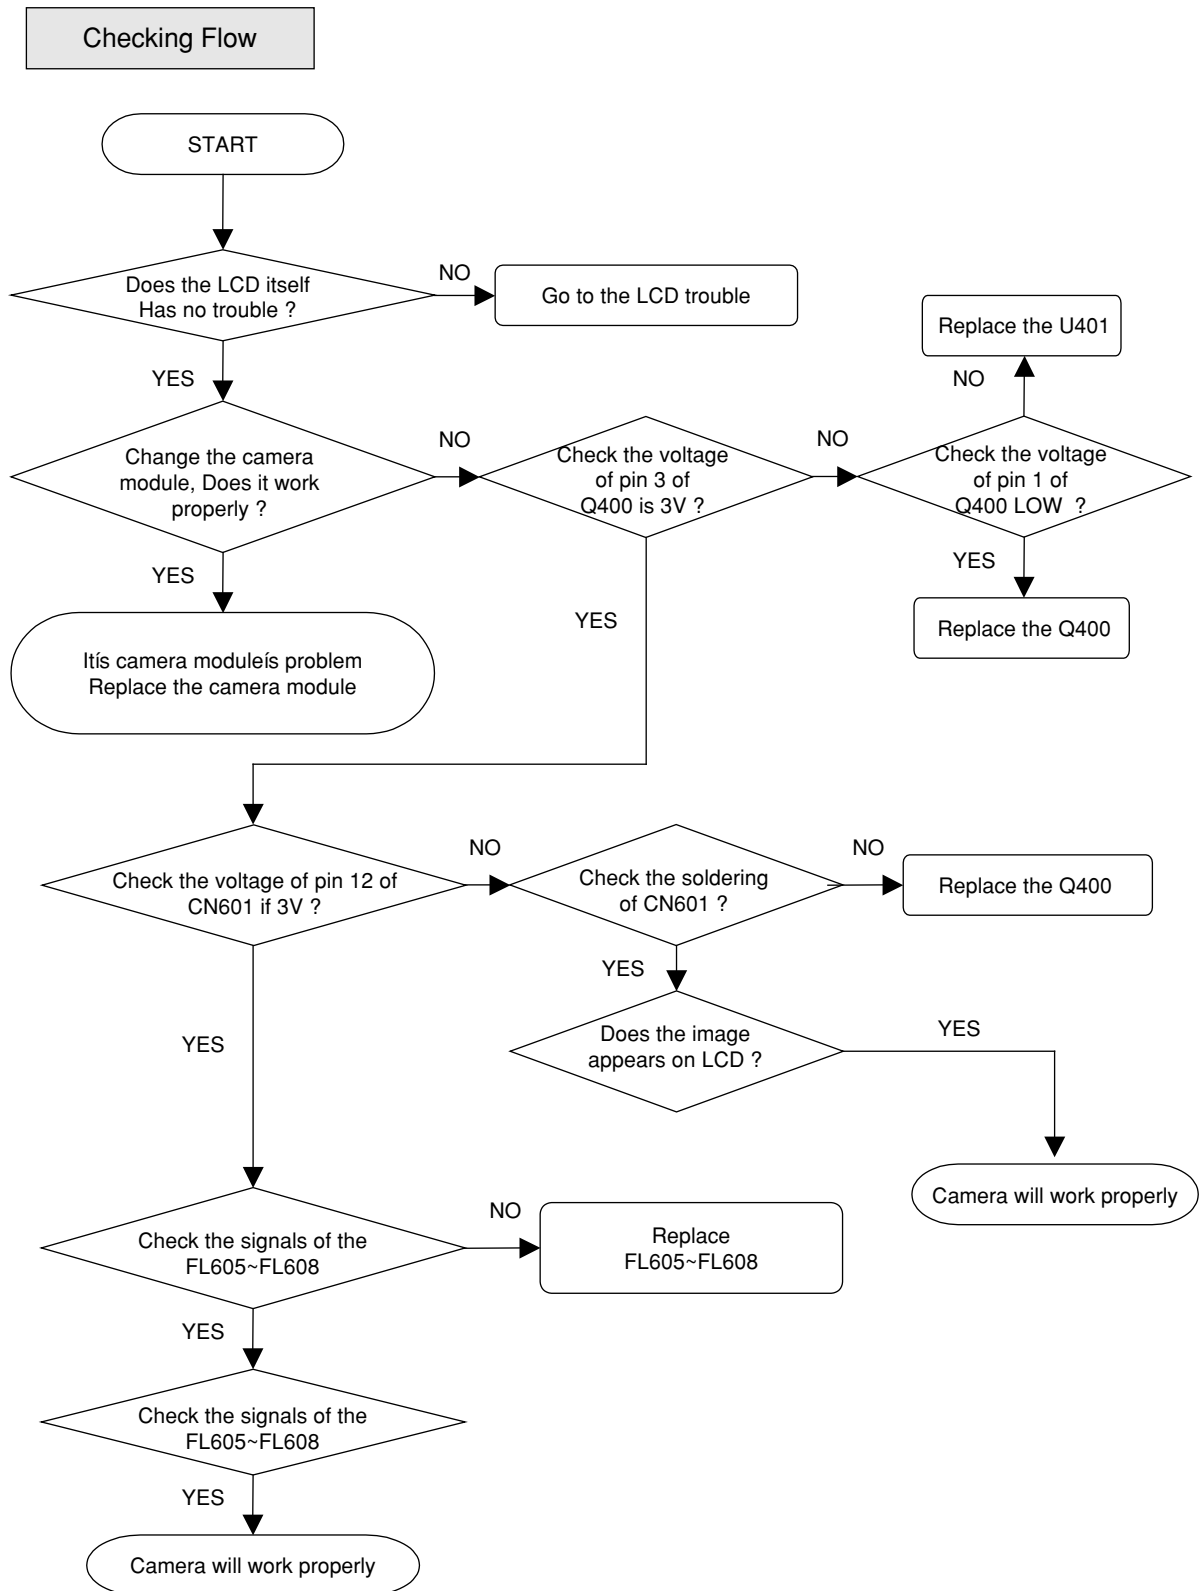 Checking Flow
START
Does the LCD itself
Has no trouble ?
NO
Go to the LCD trouble
YES
Change the camera
module, Does it work
properly ?
NO
Check the voltage
of pin 3 of
Q400 is 3V ?
NO
Check the voltage
of pin 1 of
Q400 LOW ?
NO
Replace the U401
YES
Replace the Q400
YES
Itís camera moduleís problem
Replace the camera module
YES
Check the voltage of pin 12 of
CN601 if 3V ?
NO
Check the soldering
of CN601 ?
NO
Replace the Q400
YES
Does the image
appears on LCD ?
YES
Camera will work properly
YES
Check the signals of the
FL605~FL608
NO
Replace
FL605~FL608
YES
Check the signals of the
FL605~FL608
YES
Camera will work properly